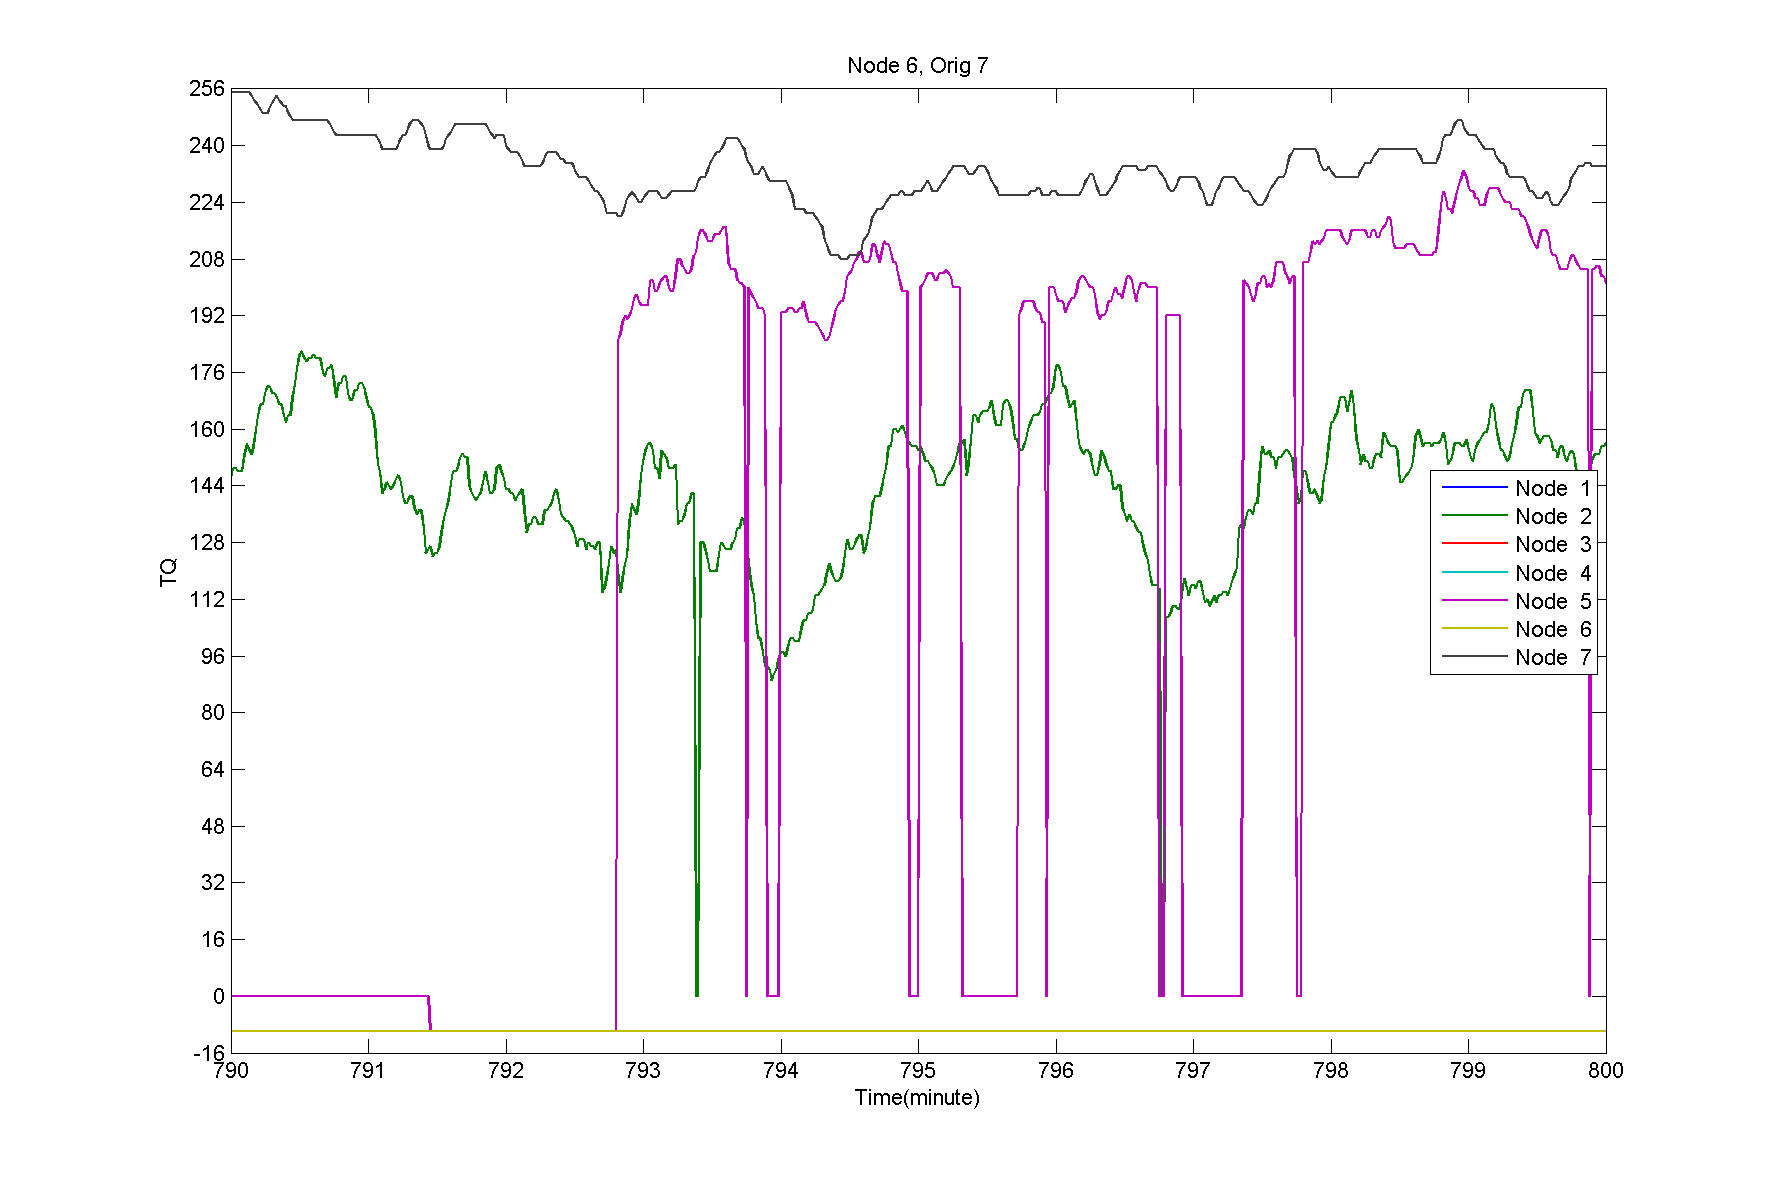 Node 6, Orig 7
256
240
224
208
192
176
160
144
128
112
96
80
64
48
32
16
0
-16
TQ
790 791 792 793 794 795 796 797 798 799 800
Time(minute)
Node 1
Node 2
Node 3
Node 4
Node 5
Node 6
Node 7